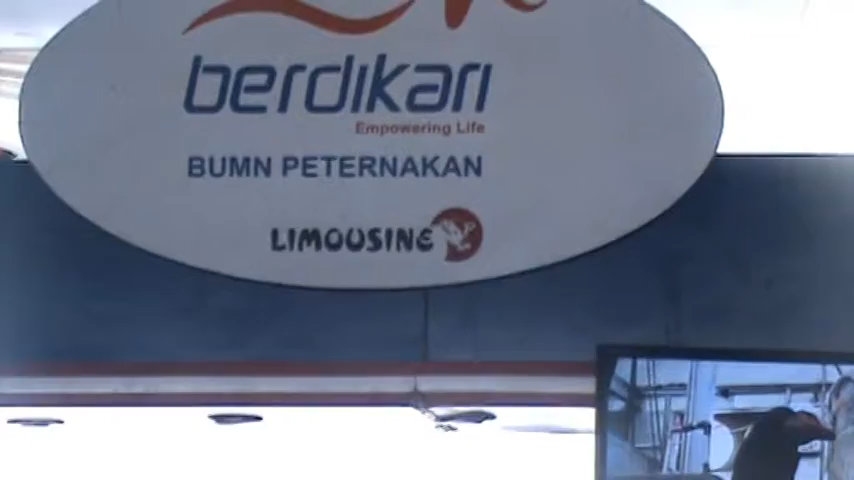 berdikari
Empowering Life
BUMN PETERNAKAN
LIMOUSINE